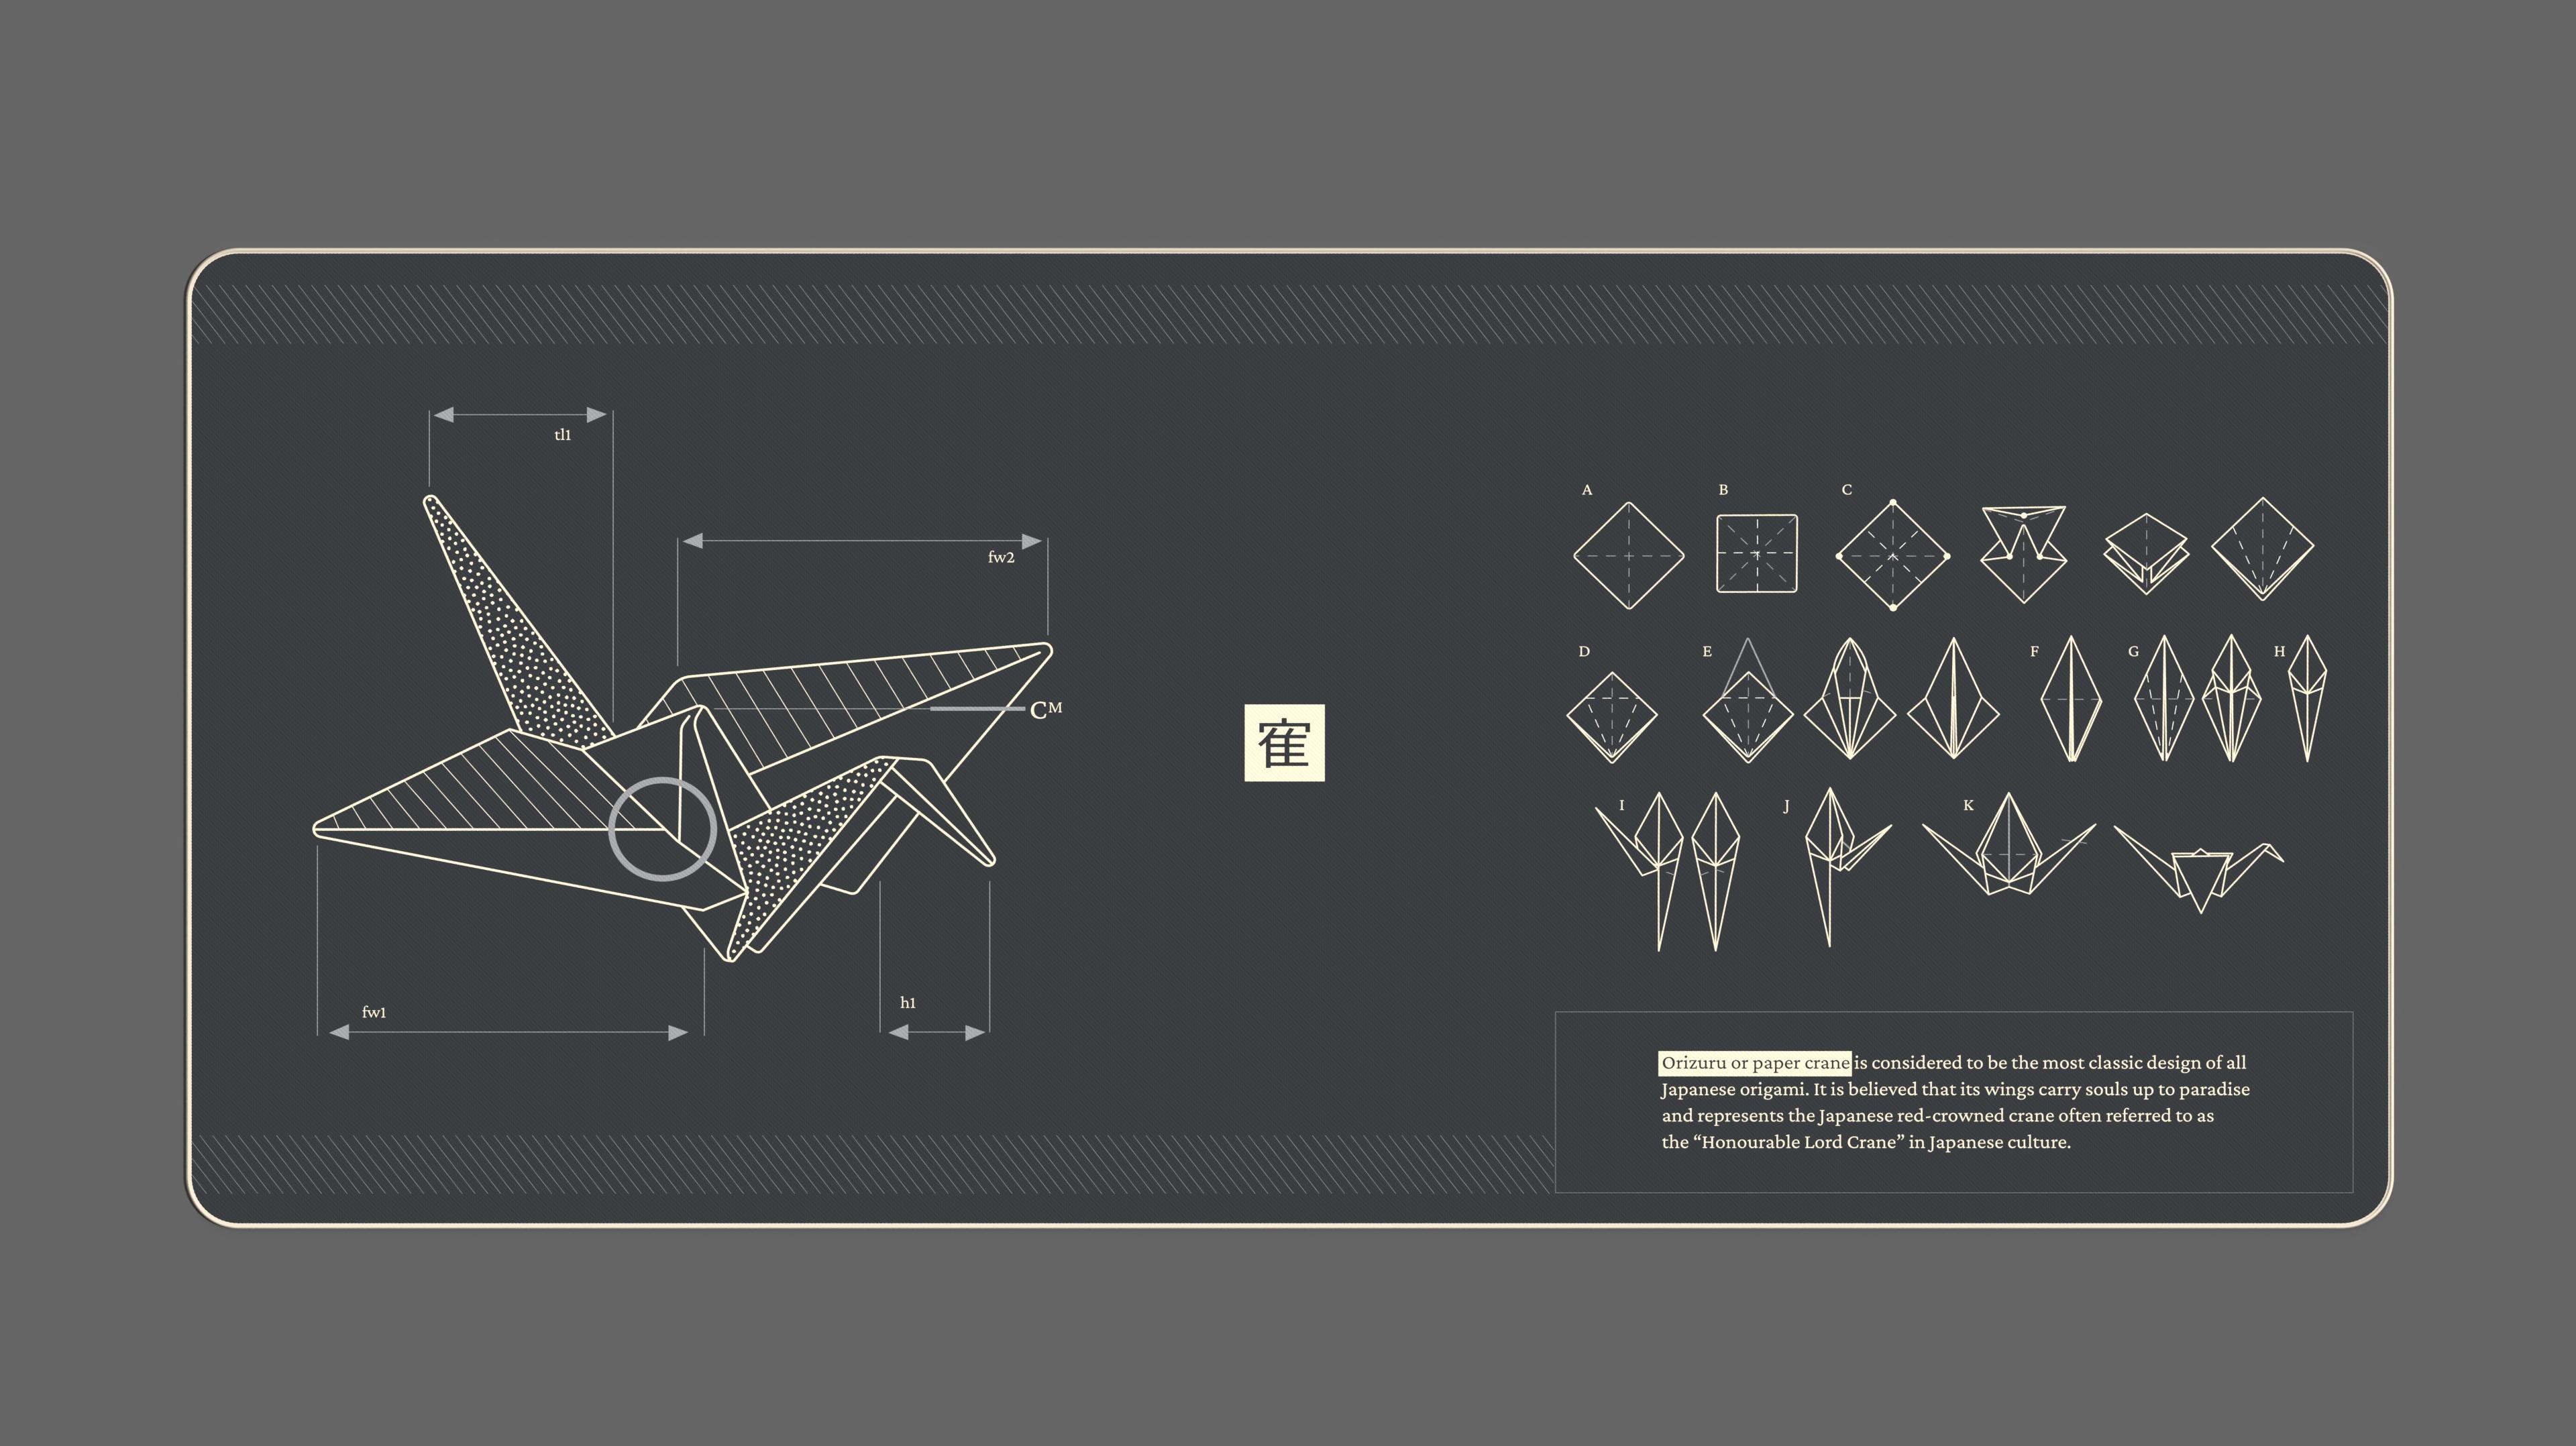 tl1
fw2
Cᴹ
fw1
h1
寉
A
B
C
D
E
F
G
H
I
J
K
Orizuru or paper crane is considered to be the most classic design of all
Japanese origami. It is believed that its wings carry souls up to paradise
and represents the Japanese red-crowned crane often referred to as
the “Honourable Lord Crane” in Japanese culture.